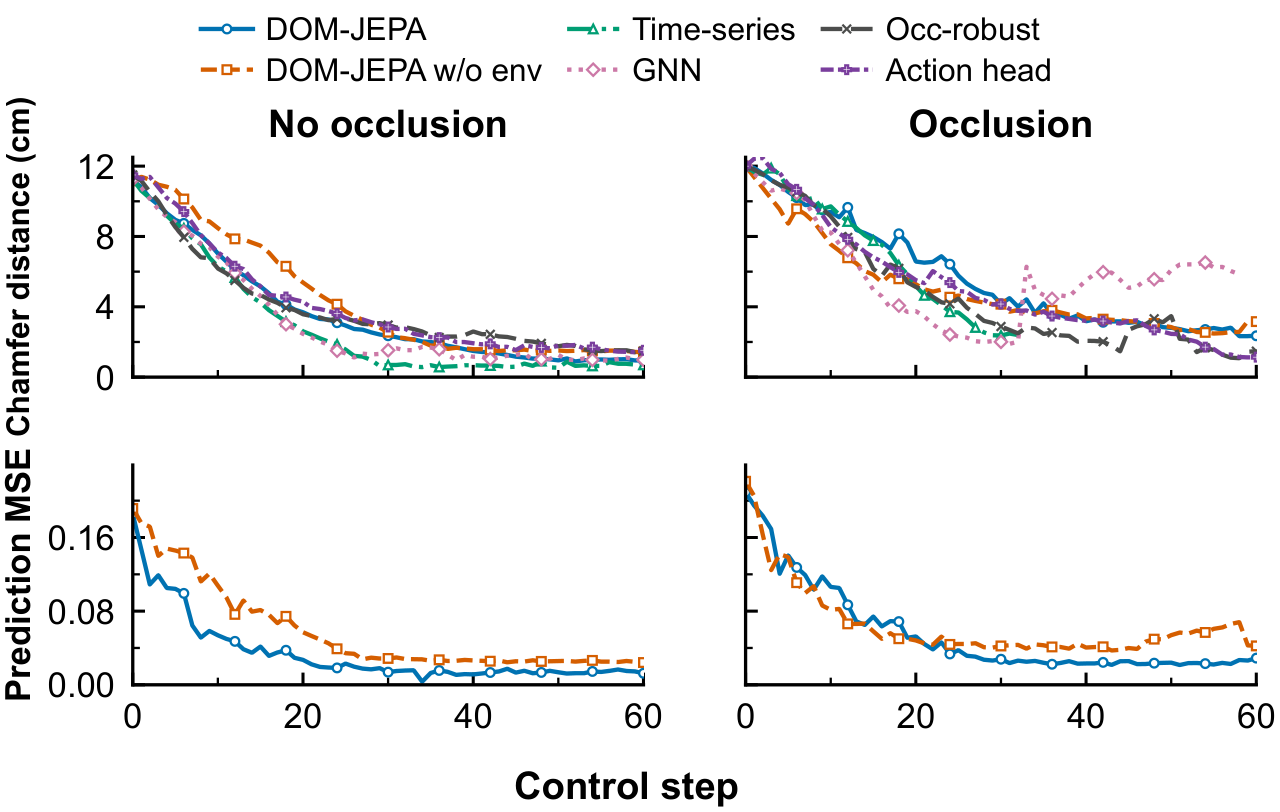 DOM-JEPA
Time-series
Occ-robust
DOM-JEPA w/o env
GNN
Action head
No occlusion
Occlusion
Chamfer distance (cm)
12
8
4
0
Prediction MSE
0.16
0.08
0.00
0 20 40 60
0 20 40 60
Control step